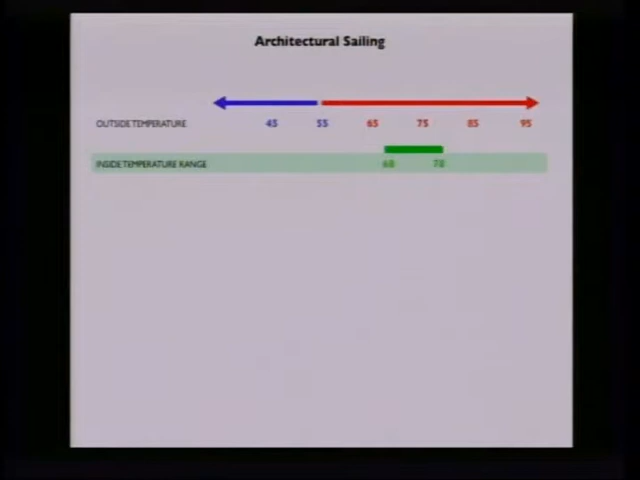 Architectural Sailing
OUTSIDE TEMPERATURE 45 55 65 75 85 95
INSIDE TEMPERATURE RANGE 68 78